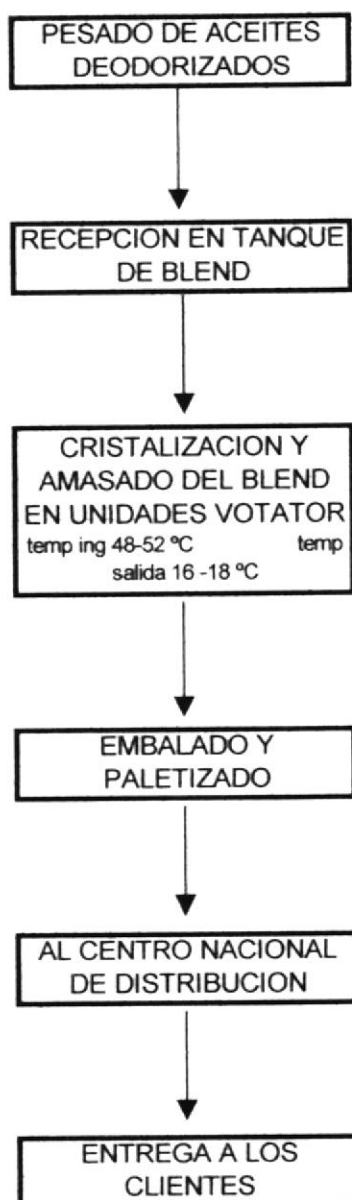 PESADO DE ACEITES
DEODORIZADOS
RECEPCION EN TANQUE
DE BLEND
CRISTALIZACION Y
AMASADO DEL BLEND
EN UNIDADES VOTATOR
temp ing 48-52 ºC temp
salida 16 -18 ºC
EMBALADO Y
PALETIZADO
AL CENTRO NACIONAL
DE DISTRIBUCION
ENTREGA A LOS
CLIENTES